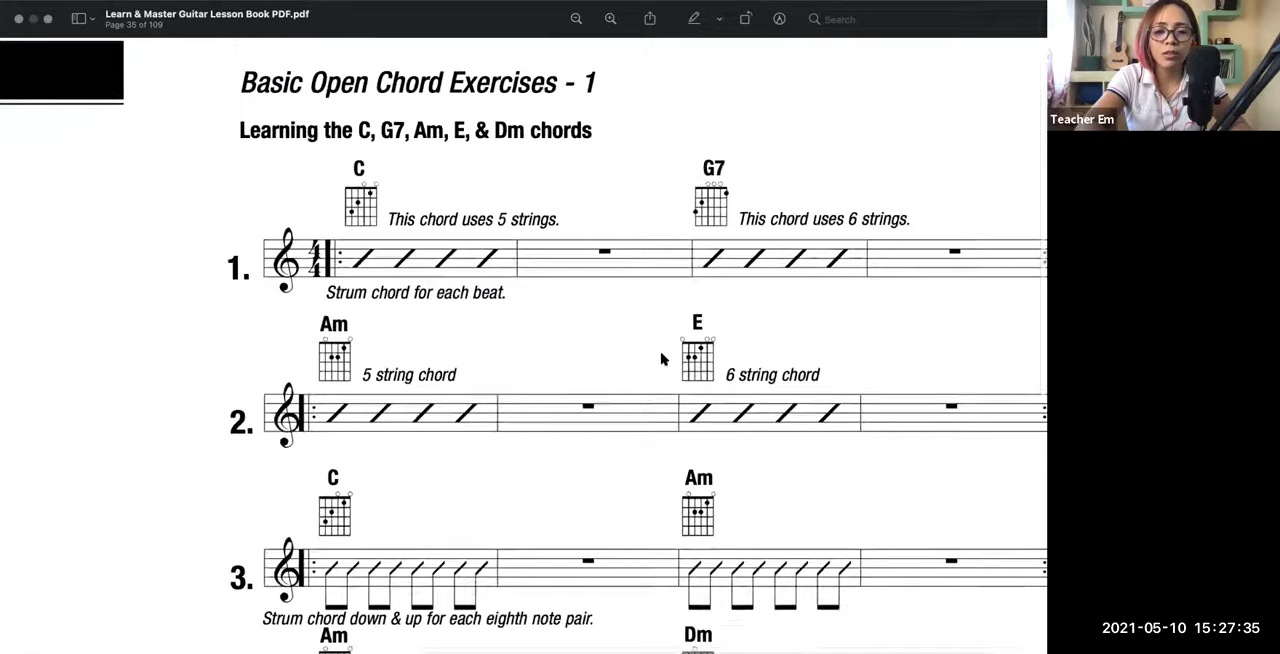 Learn & Master Guitar Lesson Book PDF.pdf
Page 35 of 109
Search
Teacher Em
Basic Open Chord Exercises - 1
Learning the C, G7, Am, E, & Dm chords
C G7
This chord uses 5 strings. This chord uses 6 strings.
1. 4/4
Strum chord for each beat.
Am E
5 string chord 6 string chord
2.
C Am
3.
Strum chord down & up for each eighth note pair.
Am Dm
2021-05-10 15:27:35